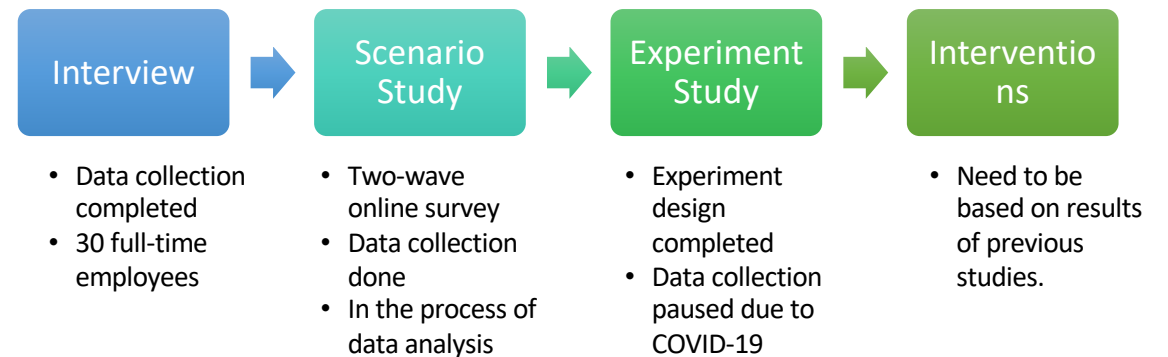 Interview
• Data collection
completed
• 30 full-time
employees
Scenario
Study
• Two-wave
online survey
• Data collection
done
• In the process of
data analysis
Experiment
Study
• Experiment
design
completed
• Data collection
paused due to
COVID-19
Interventio
ns
• Need to be
based on results
of previous
studies.